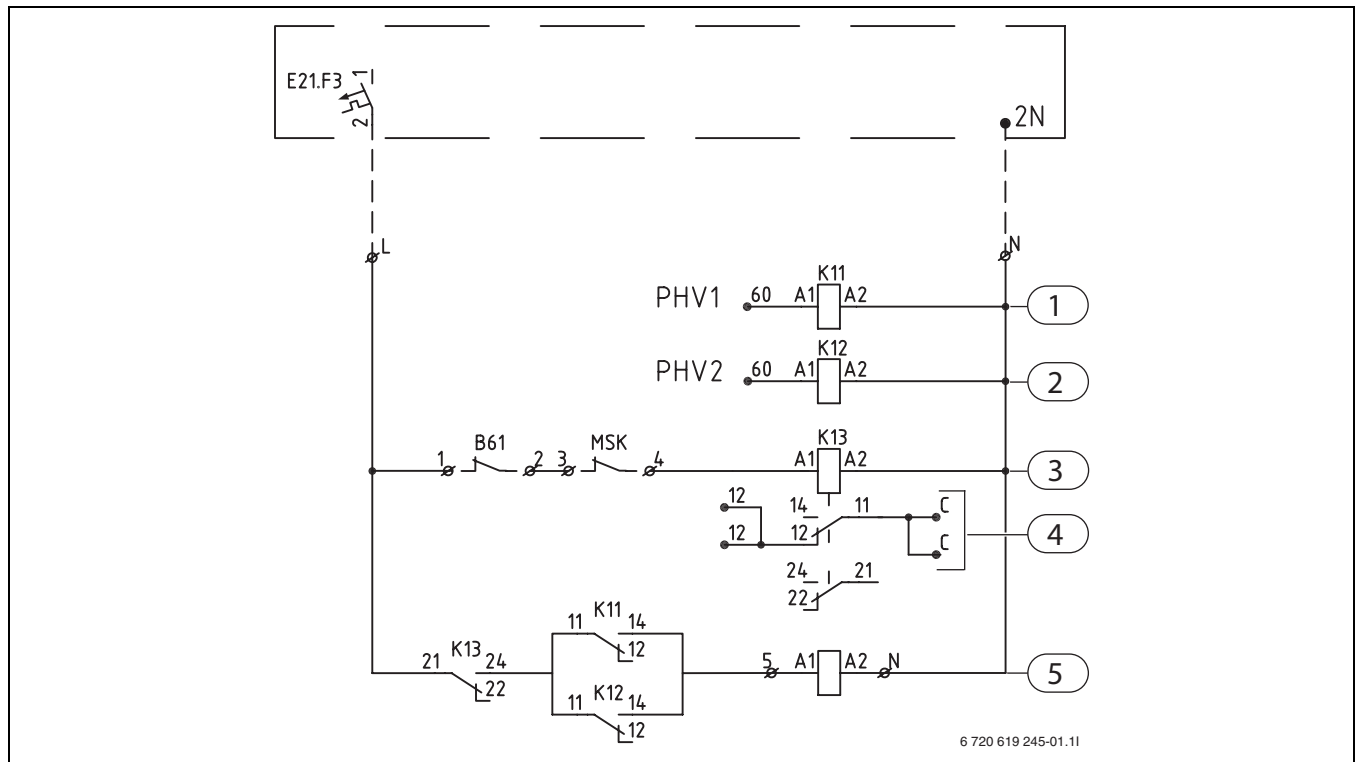 E21.F3 1
2
2N
L
N
K11
PHV1 60 A1 A2 1
K12
PHV2 60 A1 A2 2
B61 MSK K13
1 2 3 4 A1 A2 3
12 14 11 C
12 12 C 4
24 21
22
K11
11 14
12
K13
21 24
22
5 A1 A2 N 5
K12
11 14
12
6 720 619 245-01.1I